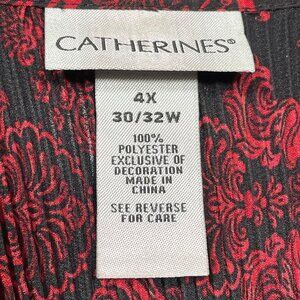 CATHERINES®
4X
30/32W
100%
POLYESTER
EXCLUSIVE OF
DECORATION
MADE IN
CHINA
SEE REVERSE
FOR CARE